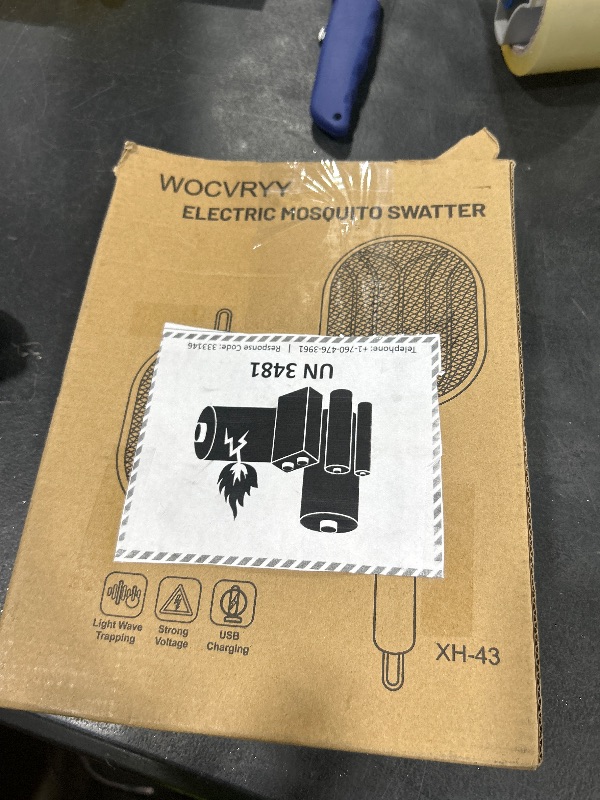 WOCVRYY
ELECTRIC MOSQUITO SWATTER
UN 3481
Telephone: +1-760-476-3961 | Response Code: 333146
Light Wave
Trapping
Strong
Voltage
USB
Charging
XH-43